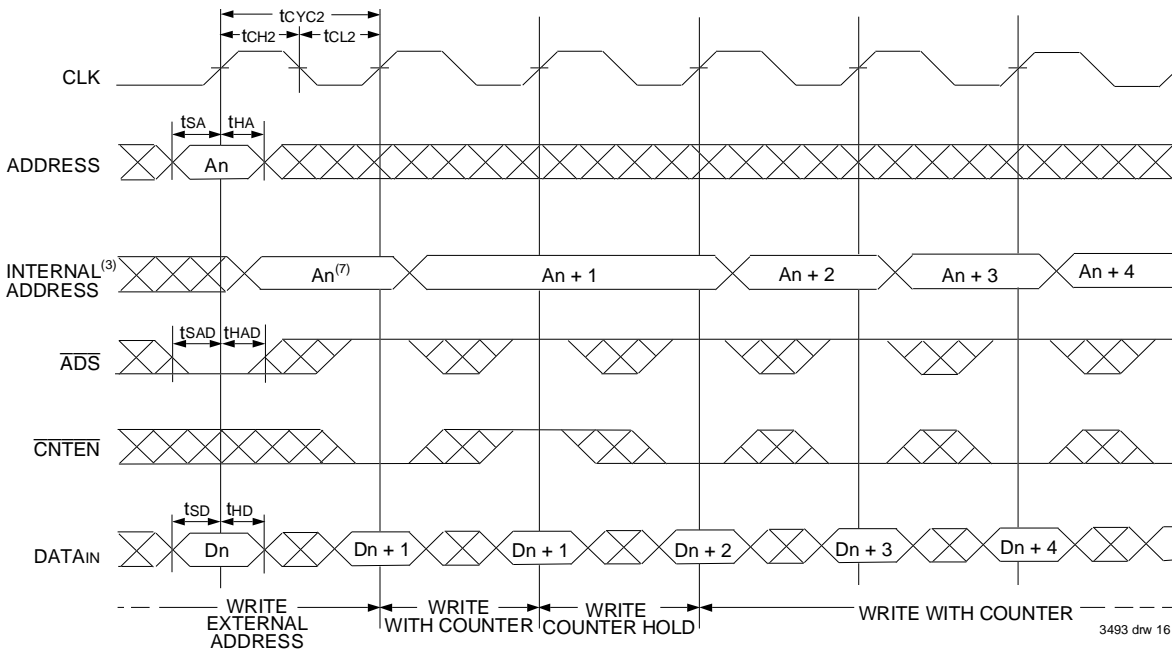 tCYC2
tCH2 tCL2
CLK
tSA tHA
ADDRESS An
INTERNAL(3)
ADDRESS
An(7) An + 1 An + 2 An + 3 An + 4
tSAD tHAD
ADS
CNTEN
tSD tHD
DATAIN Dn Dn + 1 Dn + 1 Dn + 2 Dn + 3 Dn + 4
WRITE
EXTERNAL
ADDRESS
WRITE
WITH COUNTER
WRITE
COUNTER HOLD
WRITE WITH COUNTER
3493 drw 16